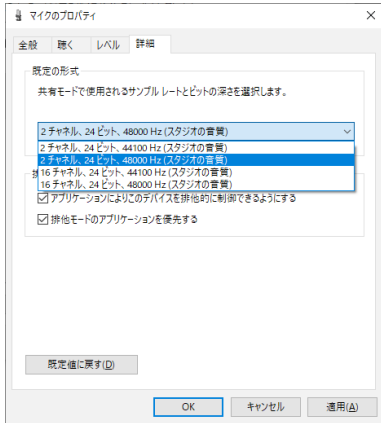 マイクのプロパティ
全般 聴く レベル 詳細
既定の形式
共有モードで使用されるサンプル レートとビットの深さを選択します。
2 チャネル、24 ビット、48000 Hz (スタジオの音質)
2 チャネル、24 ビット、44100 Hz (スタジオの音質)
2 チャネル、24 ビット、48000 Hz (スタジオの音質)
16 チャネル、24 ビット、44100 Hz (スタジオの音質)
16 チャネル、24 ビット、48000 Hz (スタジオの音質)
アプリケーションによりこのデバイスを排他的に制御できるようにする
排他モードのアプリケーションを優先する
既定値に戻す(D)
OK キャンセル 適用(A)